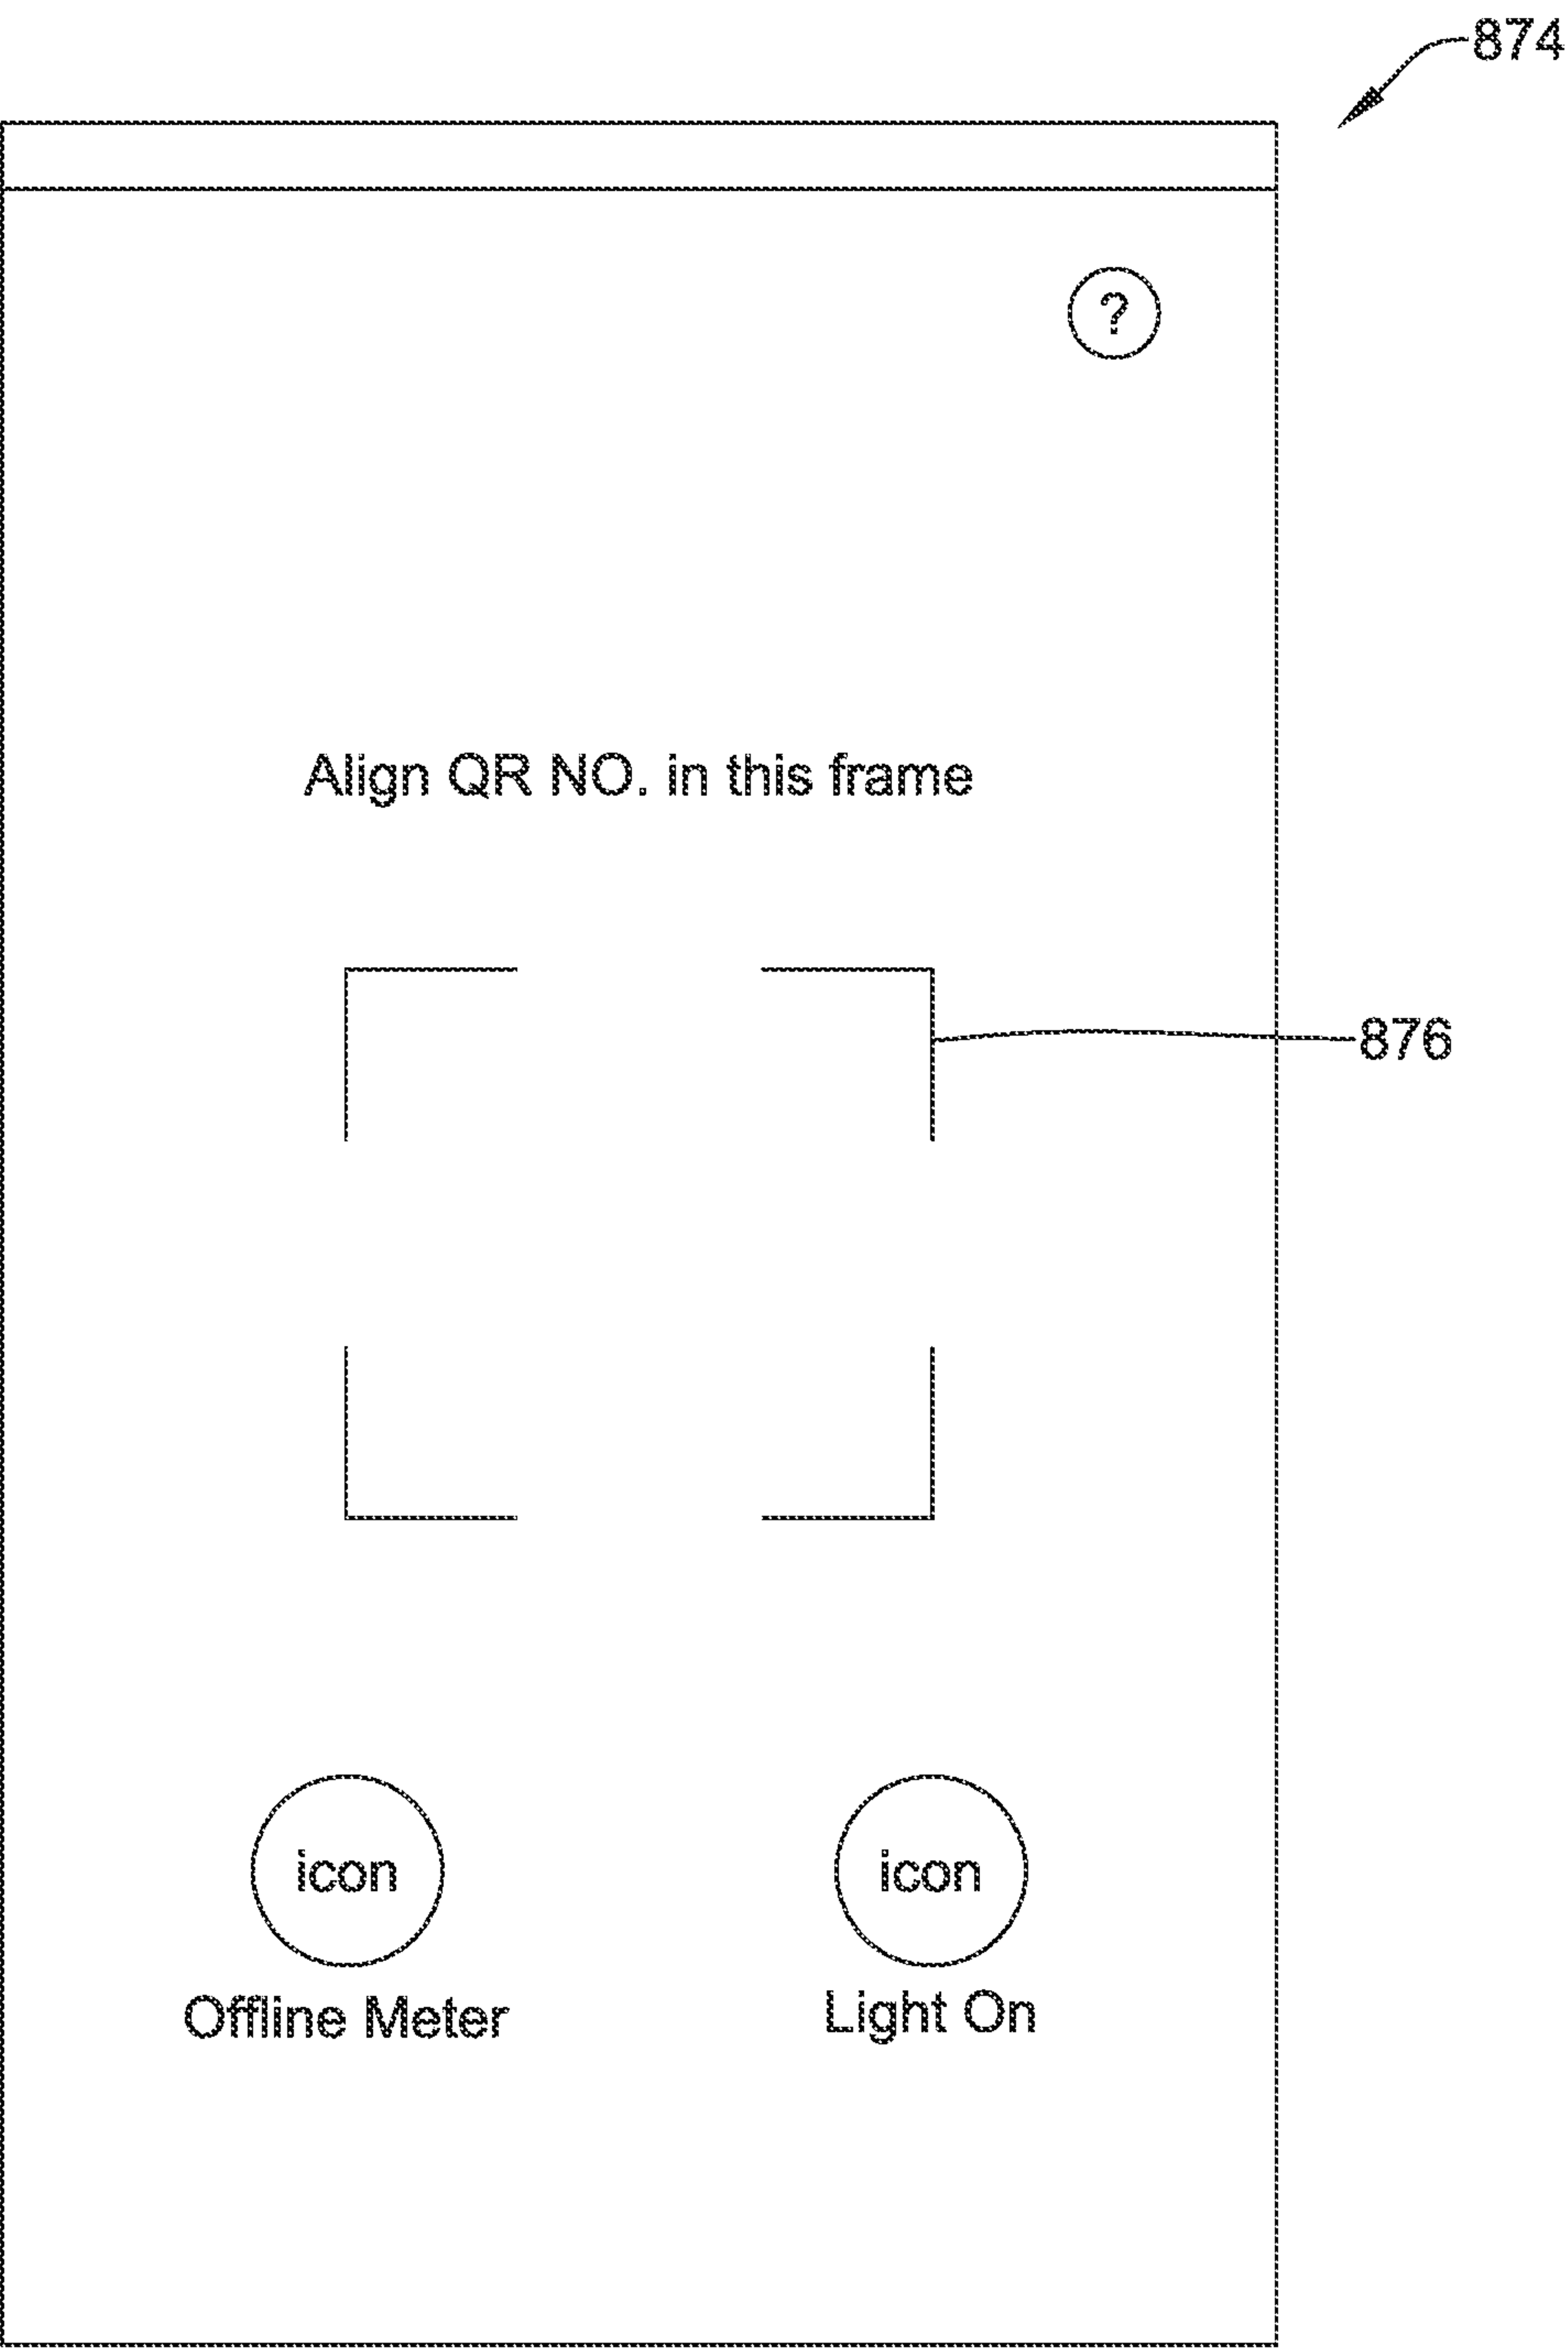 874
?
Align QR NO. in this frame
876
icon icon
Offline Meter Light On